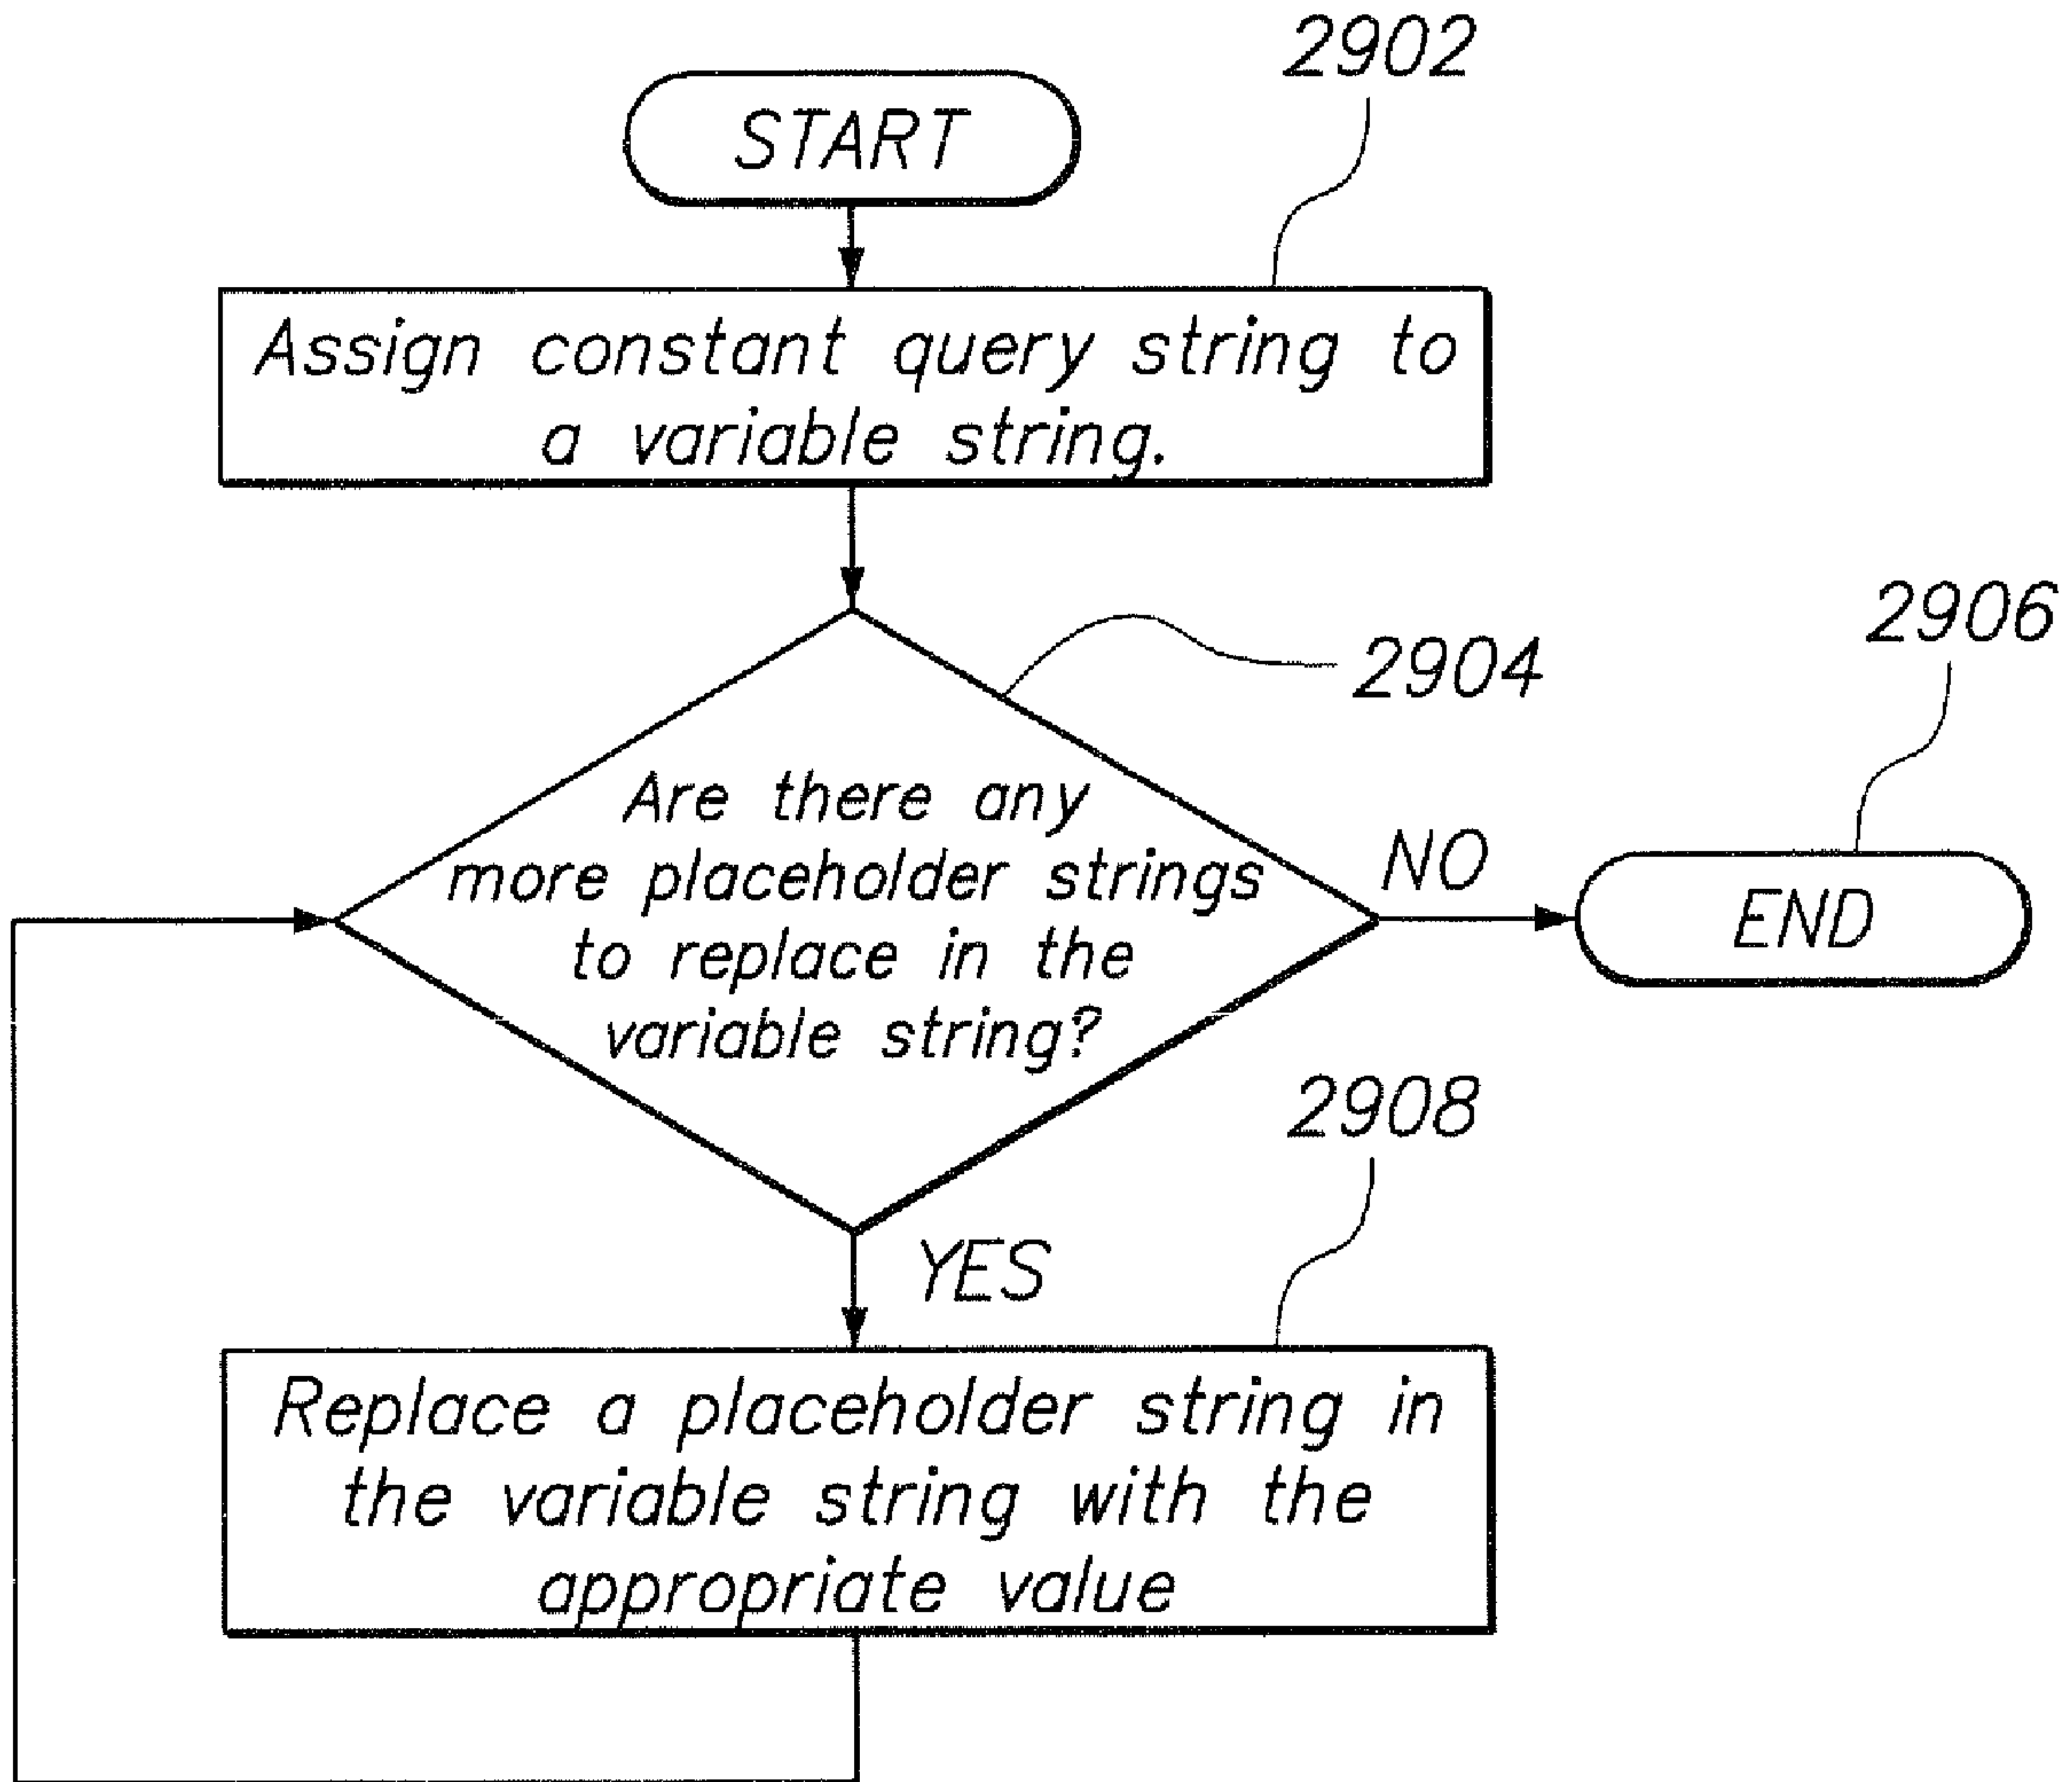 2902
START
Assign constant query string to
a variable string.
2904
2906
Are there any
more placeholder strings
to replace in the
variable string?
NO
END
2908
YES
Replace a placeholder string in
the variable string with the
appropriate value